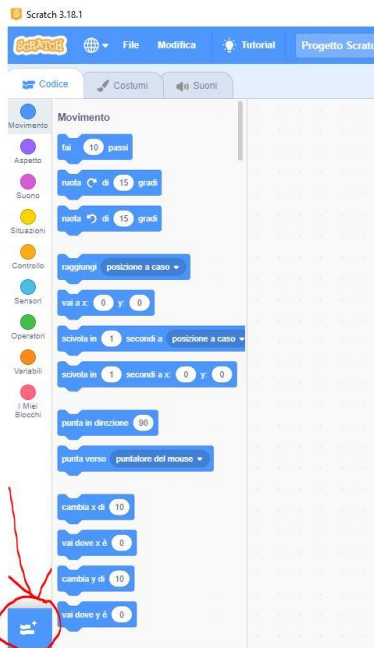 Scratch 3.18.1
SCRATCH File Modifica Tutorial Progetto Scratc
Codice Costumi Suoni
Movimento
Aspetto
Suono
Situazioni
Controllo
Sensori
Operatori
Variabili
I Miei
Blocchi
Movimento
fai 10 passi
ruota di 15 gradi
ruota di 15 gradi
raggiungi posizione a caso
vai a x: 0 y: 0
scivola in 1 secondi a posizione a caso
scivola in 1 secondi a x: 0 y: 0
punta in direzione 90
punta verso puntatore del mouse
cambia x di 10
vai dove x è 0
cambia y di 10
vai dove y è 0